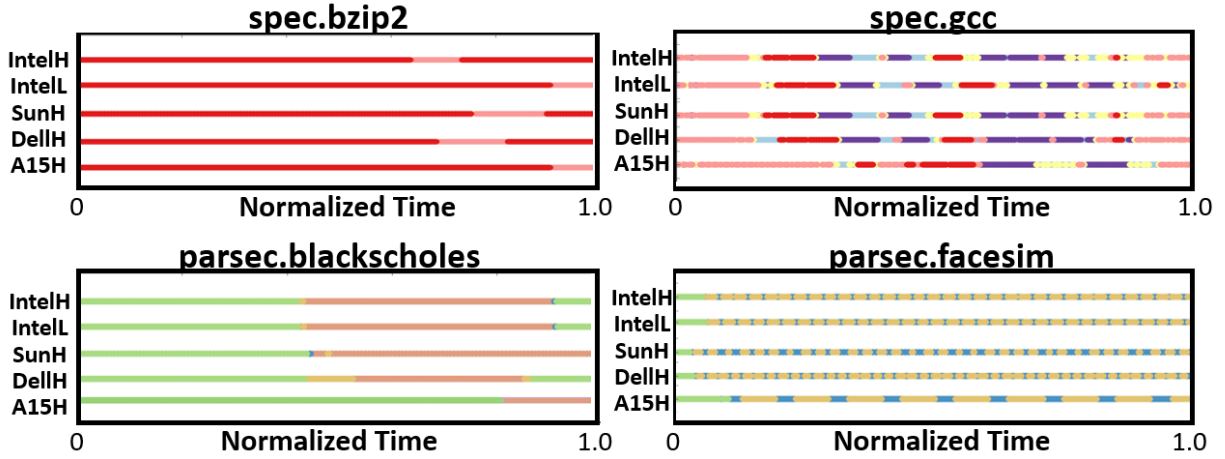 spec.bzip2
IntelH
IntelL
SunH
DellH
A15H
0 Normalized Time 1.0
spec.gcc
IntelH
IntelL
SunH
DellH
A15H
0 Normalized Time 1.0
parsec.blackscholes
IntelH
IntelL
SunH
DellH
A15H
0 Normalized Time 1.0
parsec.facesim
IntelH
IntelL
SunH
DellH
A15H
0 Normalized Time 1.0